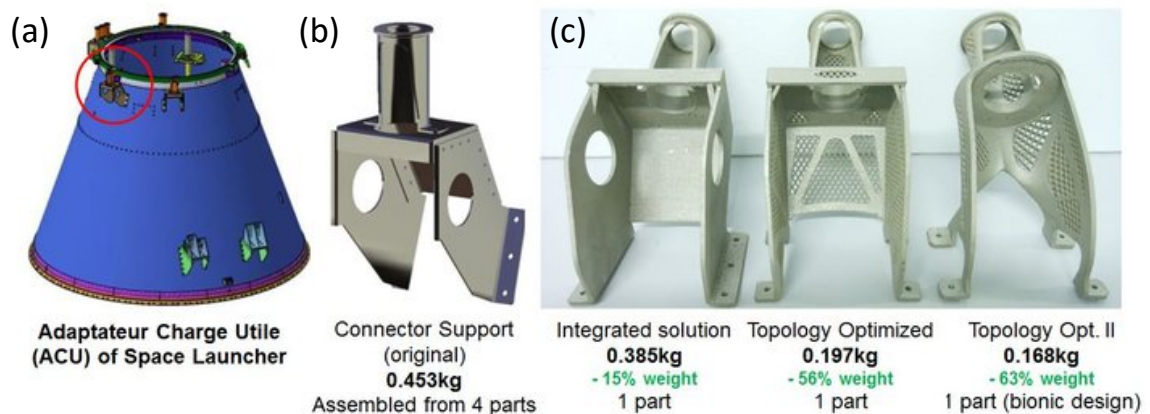 (a)
(b)
(c)
Adaptateur Charge Utile
(ACU) of Space Launcher
Connector Support
(original)
0.453kg
Assembled from 4 parts
Integrated solution
0.385kg
- 15% weight
1 part
Topology Optimized
0.197kg
- 56% weight
1 part
Topology Opt. II
0.168kg
- 63% weight
1 part (bionic design)